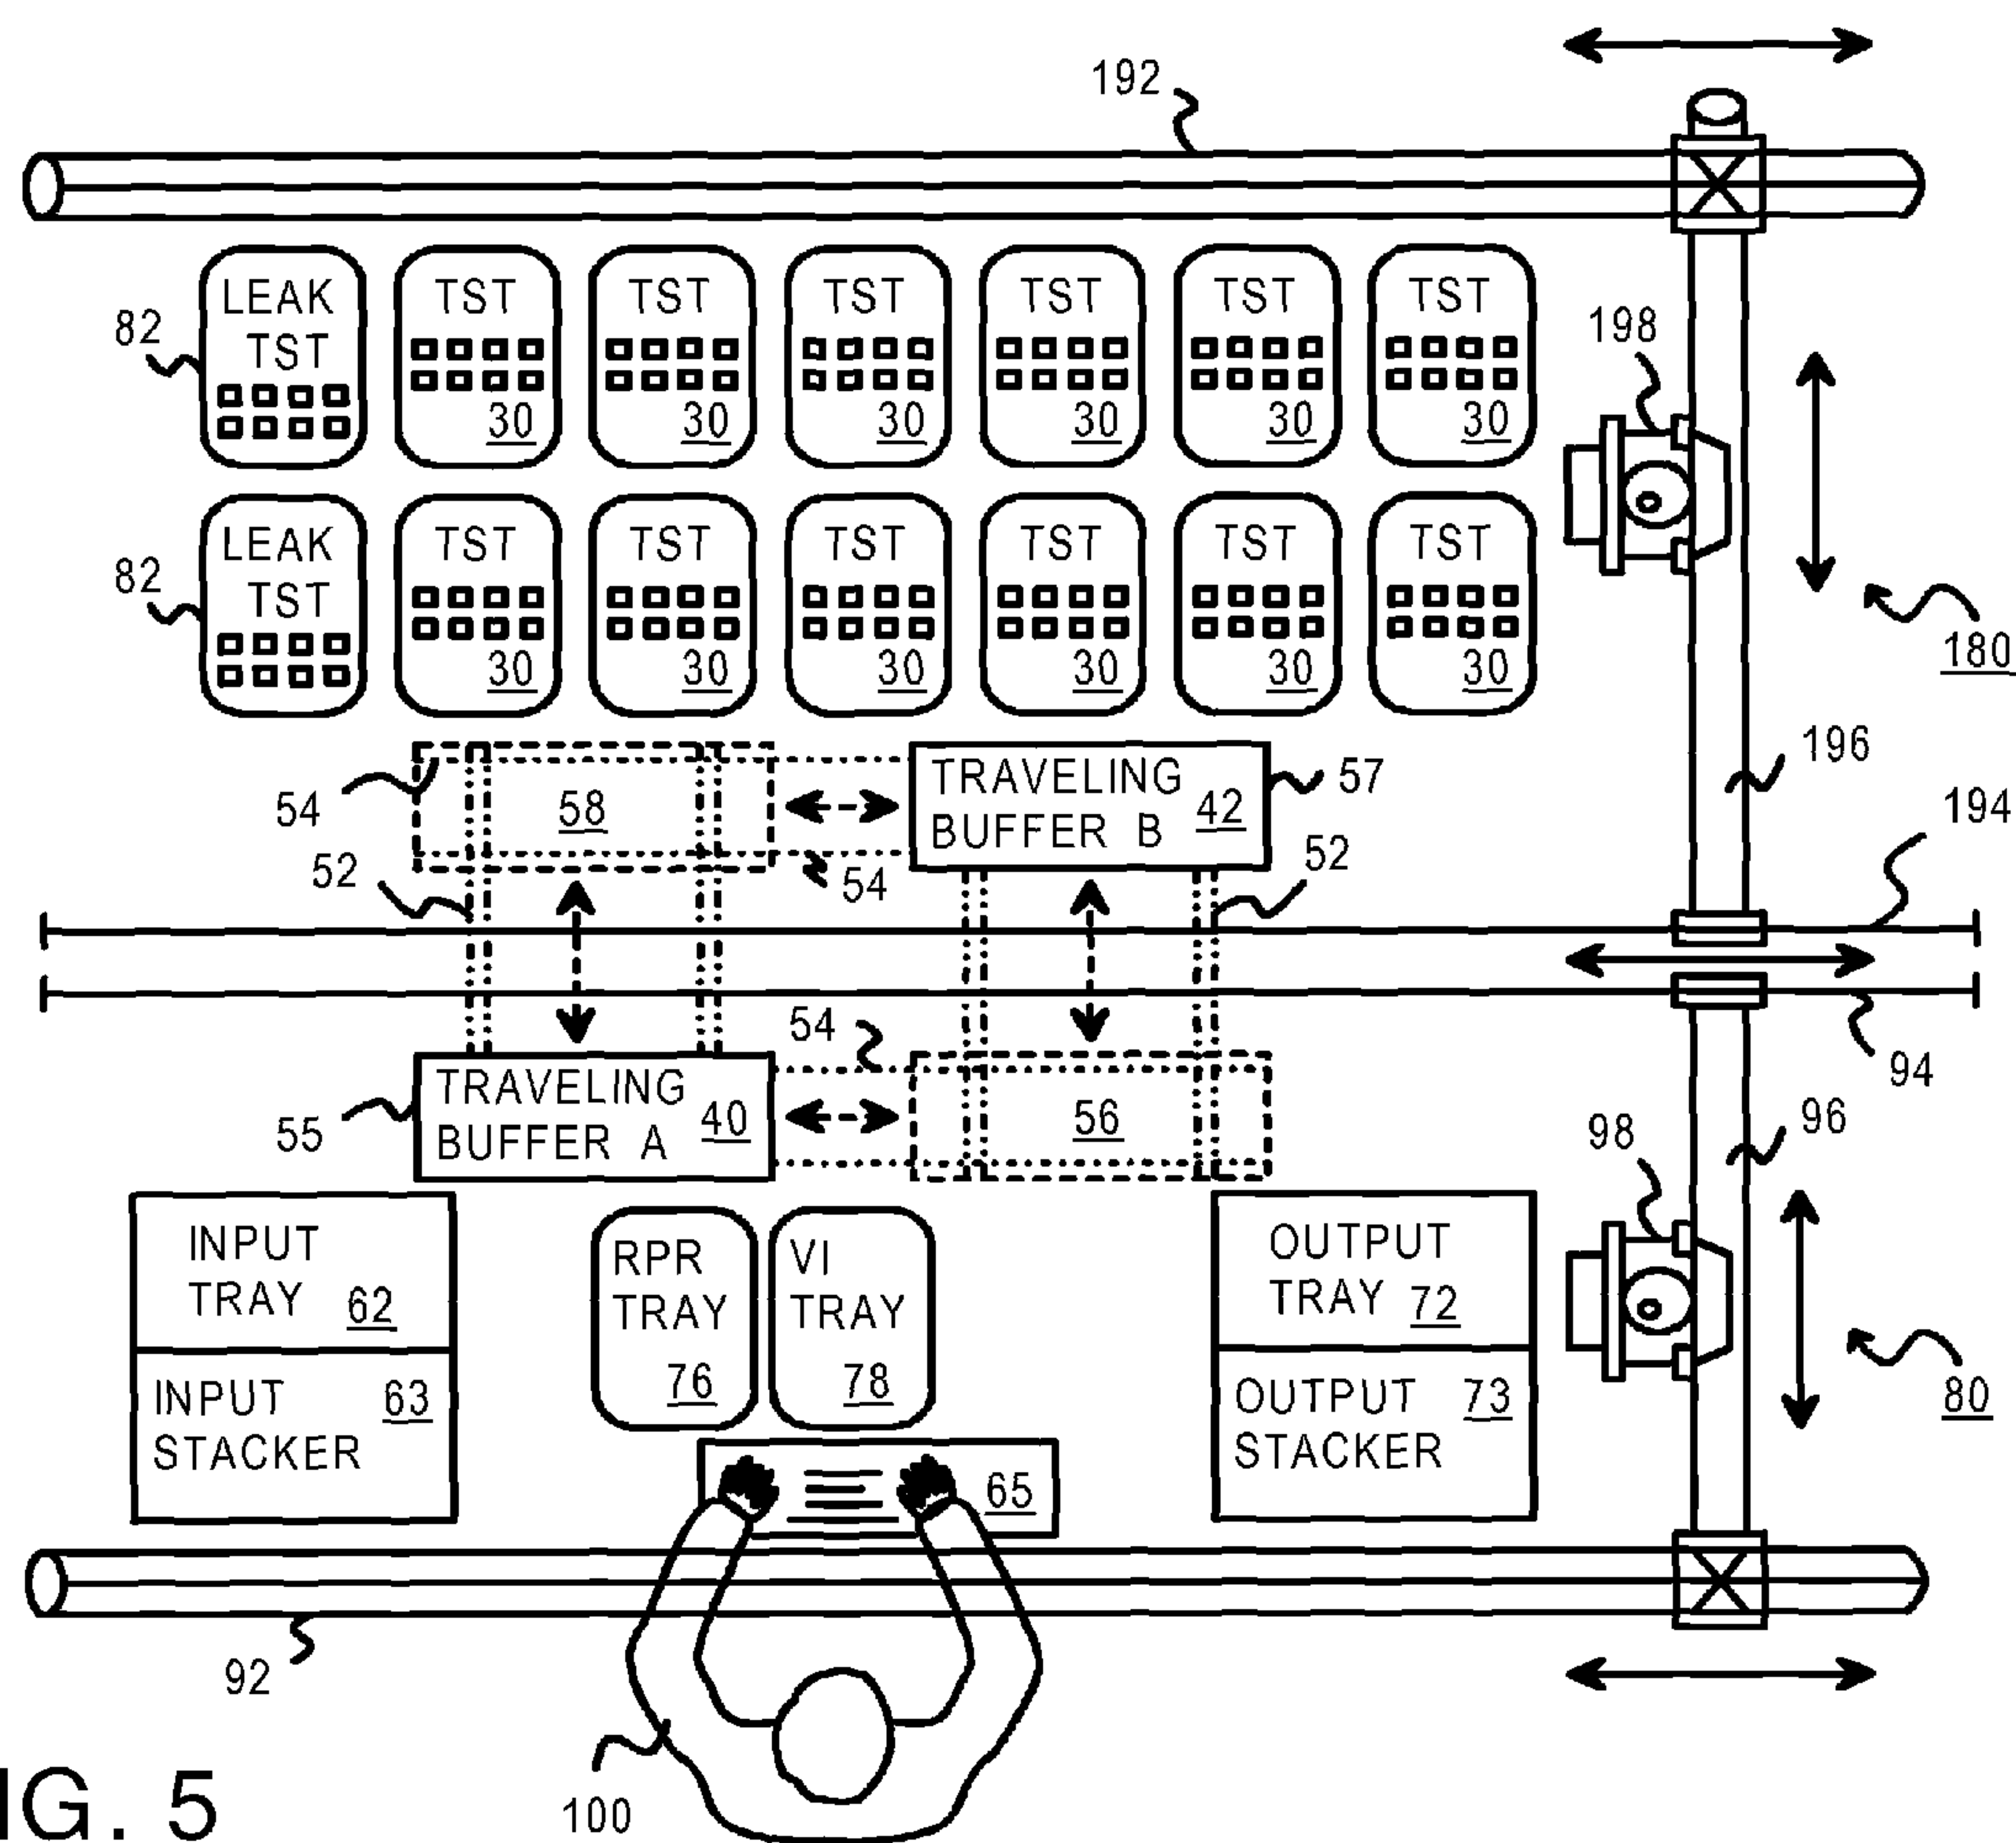 192
LEAK TST
82
TST 30
TST 30
TST 30
TST 30
TST 30
TST 30
198
LEAK TST
82
TST 30
TST 30
TST 30
TST 30
TST 30
TST 30
180
196
54
58
TRAVELING
BUFFER B 42
57
194
52
54
52
54
94
TRAVELING
BUFFER A 40
55
56
98
96
INPUT
TRAY 62
INPUT
STACKER 63
RPR
TRAY
76
VI
TRAY
78
OUTPUT
TRAY 72
OUTPUT
STACKER 73
80
65
92
100
IG. 5